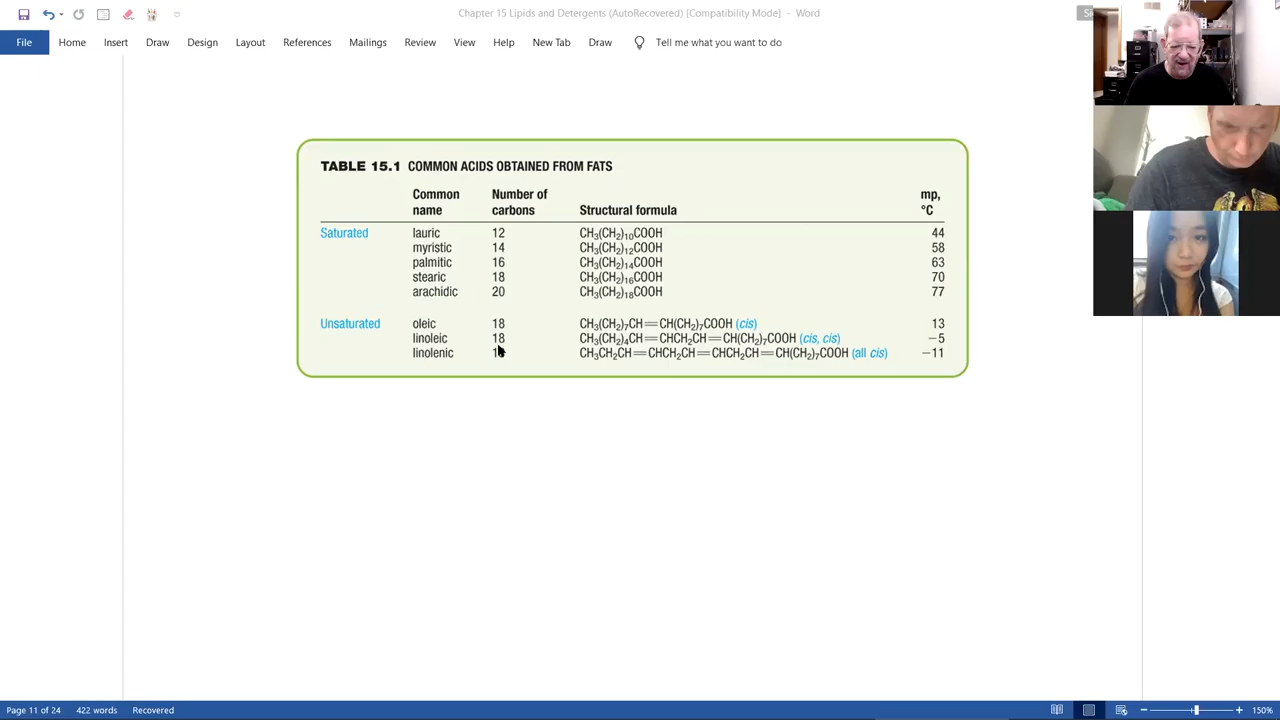 Chapter 15 Lipids and Detergents (AutoRecovered) [Compatibility Mode] - Word
File Home Insert Draw Design Layout References Mailings Review View Help New Tab Draw Tell me what you want to do
TABLE 15.1 COMMON ACIDS OBTAINED FROM FATS
Common name Number of carbons Structural formula mp, °C
Saturated lauric 12 CH₃(CH₂)₁₀COOH 44
myristic 14 CH₃(CH₂)₁₂COOH 58
palmitic 16 CH₃(CH₂)₁₄COOH 63
stearic 18 CH₃(CH₂)₁₆COOH 70
arachidic 20 CH₃(CH₂)₁₈COOH 77
Unsaturated oleic 18 CH₃(CH₂)₇CH=CH(CH₂)₇COOH (cis) 13
linoleic 18 CH₃(CH₂)₄CH=CHCH₂CH=CH(CH₂)₇COOH (cis, cis) −5
linolenic CH₃CH₂CH=CHCH₂CH=CHCH₂CH=CH(CH₂)₇COOH (all cis) −11
Page 11 of 24 422 words Recovered 150%